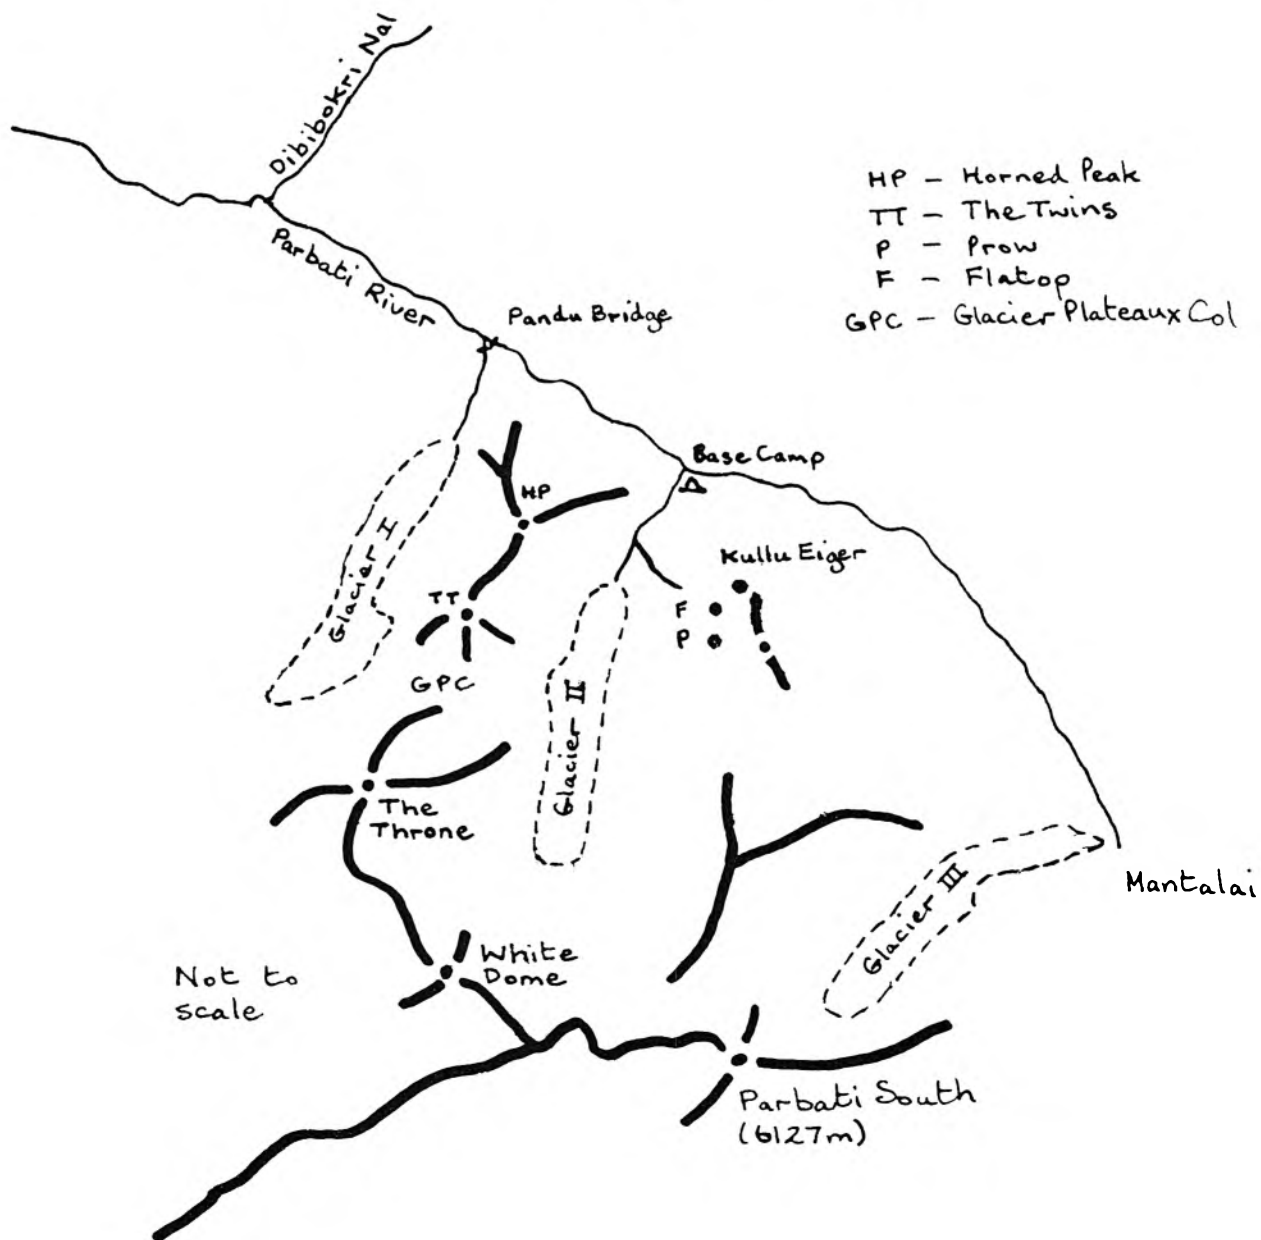 Dibibokri Nal
HP - Horned Peak
TT - The Twins
P - Prow
F - Flatop
GPC - Glacier Plateaux Col
Parbati River
Pandu Bridge
Base Camp
HP
Kullu Eiger
Glacier I
TT
F
P
GPC
Glacier II
The
Throne
Glacier III
Mantalai
White
Dome
Not to
scale
Parbati South
(6127m)